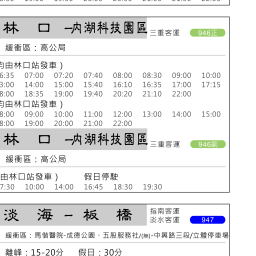 林 口 -內湖科技園區
三重客運
946正
緩衝區：高公局
均由林口站發車）
6:35 07:00 07:20 07:40 08:00 08:30 09:00 10:00
3:00 14:00 15:00 15:40 16:10 16:35 17:00 17:15
8:00 18:35 19:00 19:40 20:20 21:10 22:00
均由林口站發車）
8:00 09:00 10:00 11:00 12:00 13:00 14:00 15:00
8:00 19:00 20:00 21:00
林 口 -內湖科技園區
三重客運
946副
緩衝區：高公局
由林口站發車） 假日停駛
7:30 10:00 14:00 16:45 18:30 19:30
淡 海 – 板 橋
指南客運
淡水客運
947
緩衝區：馬偕醫院-成德公園、五股服務社/(無)-中興路三段/立體停車場
離峰：15-20分 假日：30分